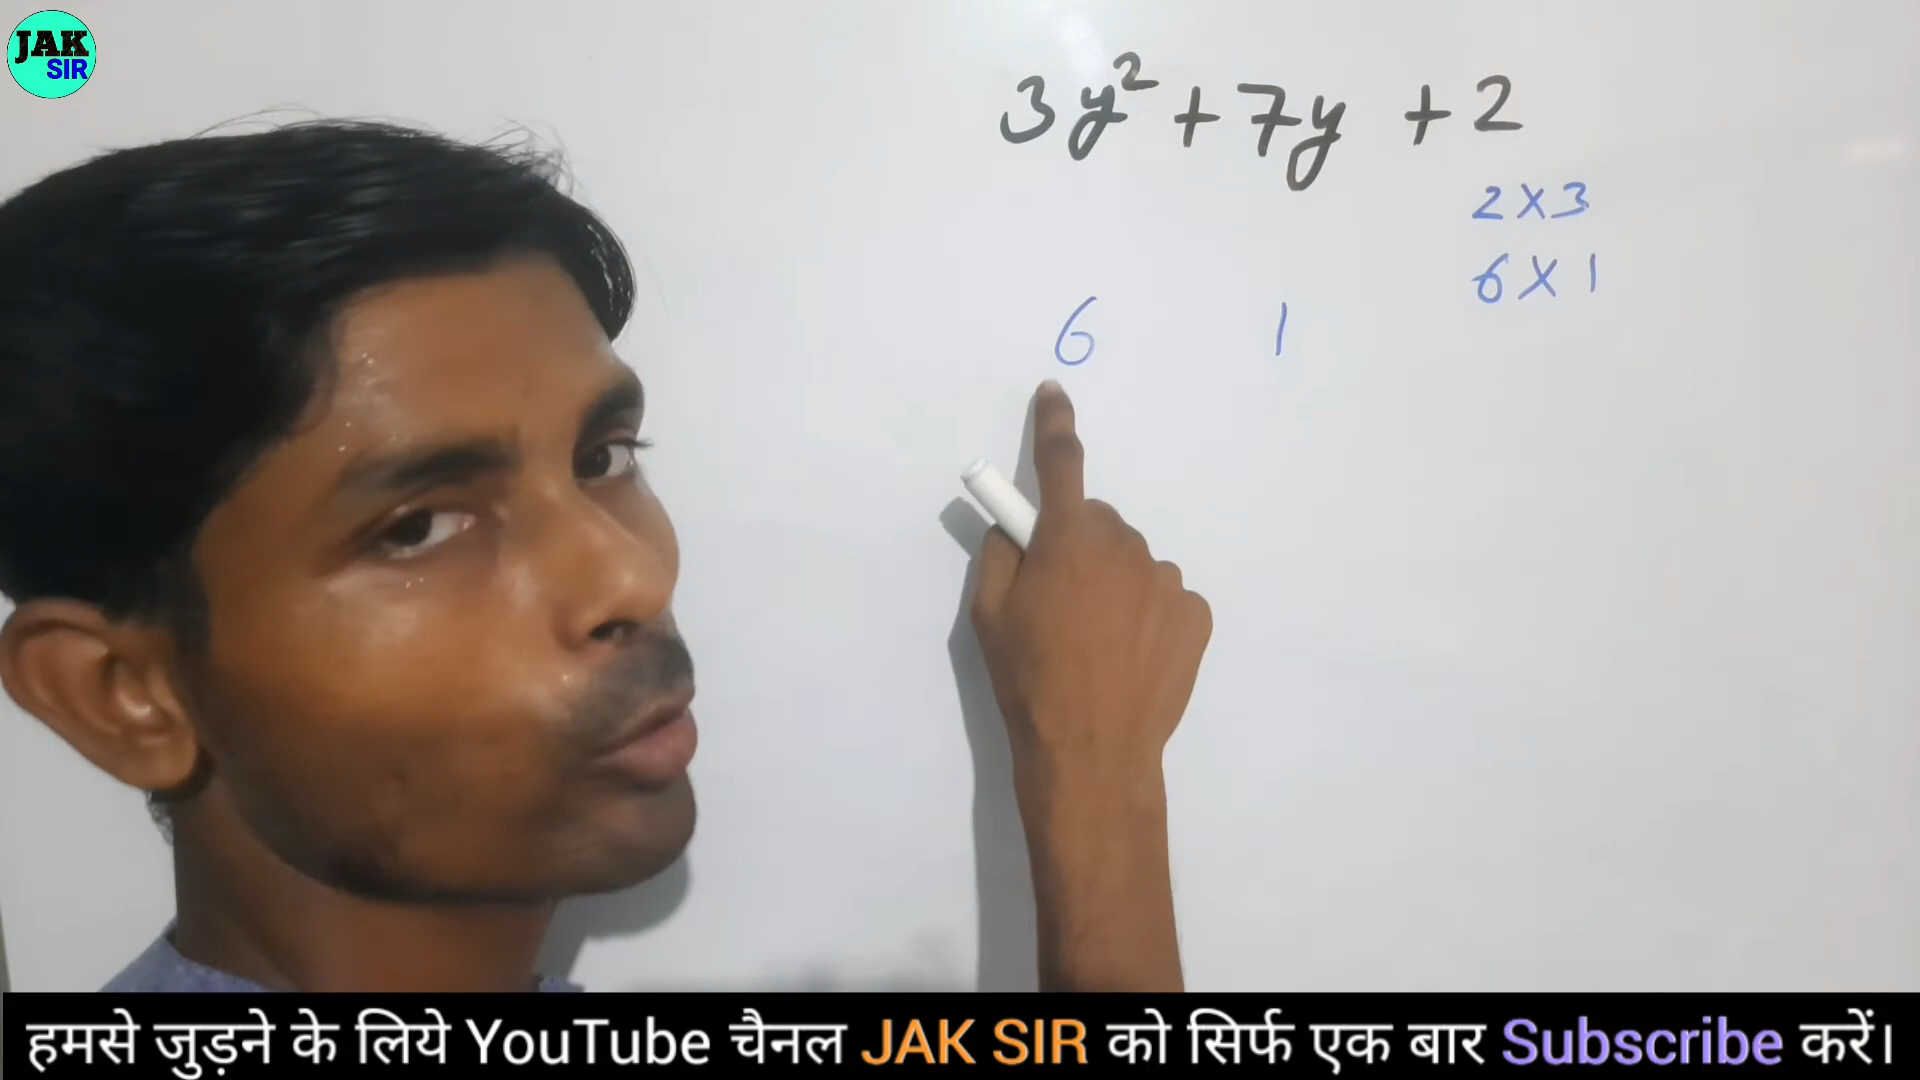 JAK
SIR
3y² + 7y + 2
2 X 3
6 X 1
6 1
हमसे जुड़ने के लिये YouTube चैनल JAK SIR को सिर्फ एक बार Subscribe करें।